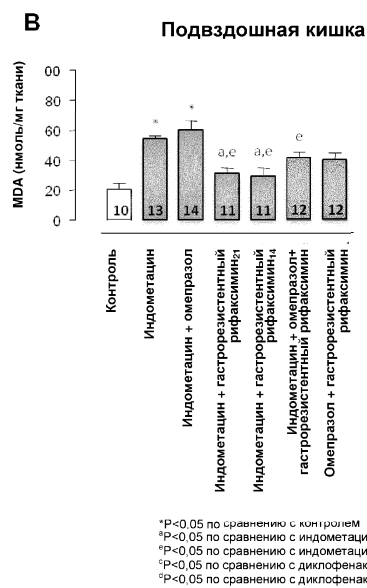 B
Подвздошная кишка
MDA (нмоль/мг ткани)
00
80
60
40
20
0
*
*
a,e
a,e
e
10
13
14
11
11
12
12
Контроль
Индометацин
Индометацин + омепразол
Индометацин + гастрорезистентный
рифаксимин21
Индометацин + гастрорезистентный
рифаксимин14
Индометацин + омепразол+
гастрорезистентный рифаксимин
Омепразол + гастрорезистентный
рифаксимин
*P<0.05 по сравнению с контролем
aP<0,05 по сравнению с индометаци
eP<0,05 по сравнению с индометаци
cP<0,05 по сравнению с диклофенак
dP<0,05 по сравнению с диклофенак